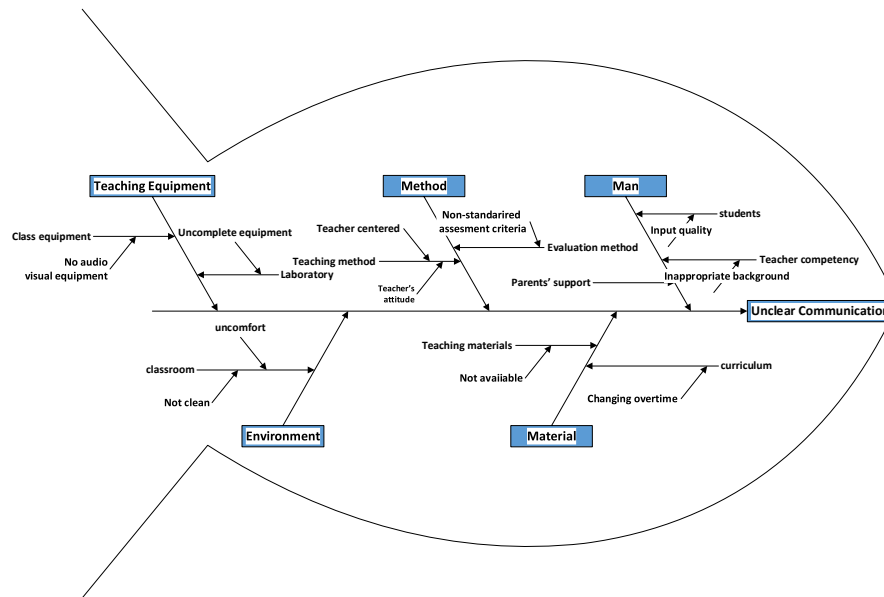 Teaching Equipment
Method
Man
Non-standarired
assesment criteria
students
Uncomplete equipment
Teacher centered
Input quality
Class equipment
Evaluation method
No audio
visual equipment
Teaching method
Teacher competency
Laboratory
Inappropriate background
Parents' support
Teacher's
attitude
Unclear Communication
uncomfort
Teaching materials
classroom
curriculum
Not avaiiable
Not clean
Changing overtime
Environment
Material